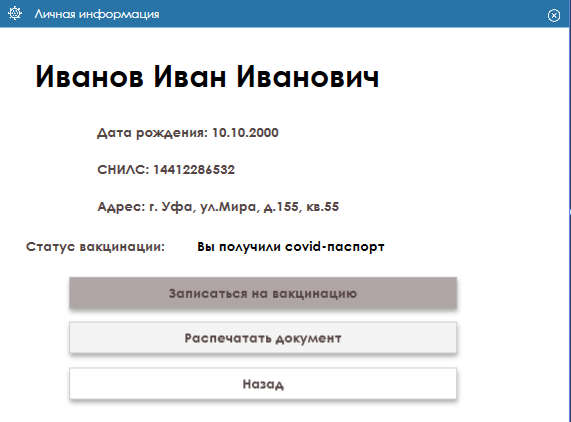 Личная информация
Иванов Иван Иванович
Дата рождения: 10.10.2000
СНИЛС: 14412286532
Адрес: г. Уфа, ул.Мира, д.155, кв.55
Статус вакцинации: Вы получили covid-паспорт
Записаться на вакцинацию
Распечатать документ
Назад